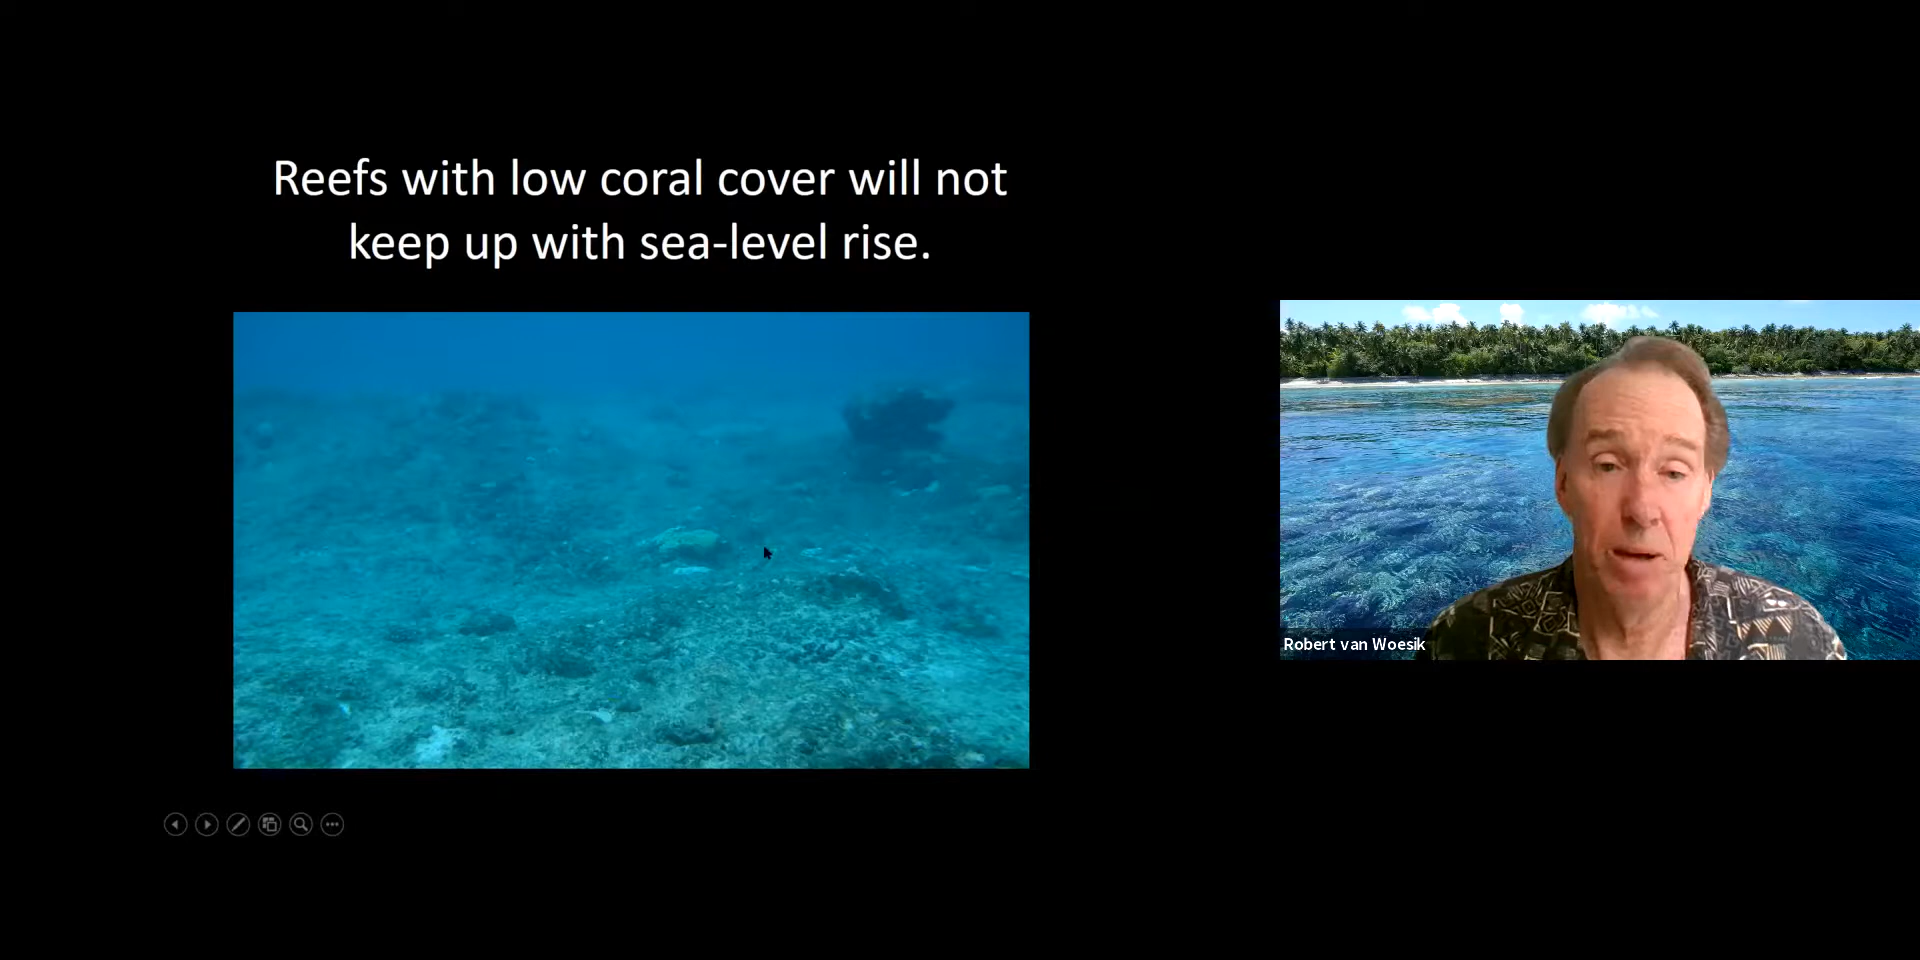 Reefs with low coral cover will not
keep up with sea-level rise.
Robert van Woesik